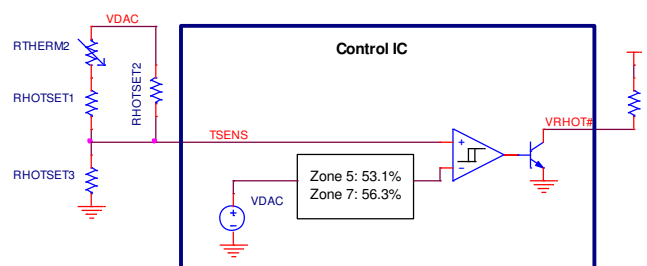 VDAC
RTHERM2
Control IC
RHOTSET1
RHOTSET2
TSENS
VRHOT#
RHOTSET3
Zone 5: 53.1%
Zone 7: 56.3%
VDAC